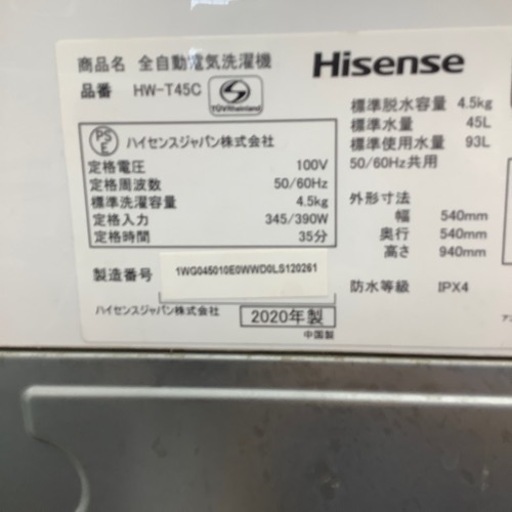 商品名 全自動電気洗濯機
Hisense
品番 HW-T45C
TÜVRheinland
PS
E
ハイセンスジャパン株式会社
定格電圧 100V
定格周波数 50/60Hz
標準洗濯容量 4.5kg
定格入力 345/390W
定格時間 35分
標準脱水容量 4.5kg
標準水量 45L
標準使用水量 93L
50/60Hz共用
外形寸法
幅 540mm
奥行 540mm
高さ 940mm
防水等級 IPX4
製造番号 1WG045010E0WWD0LS120261
ハイセンスジャパン株式会社 2020年製
中国製